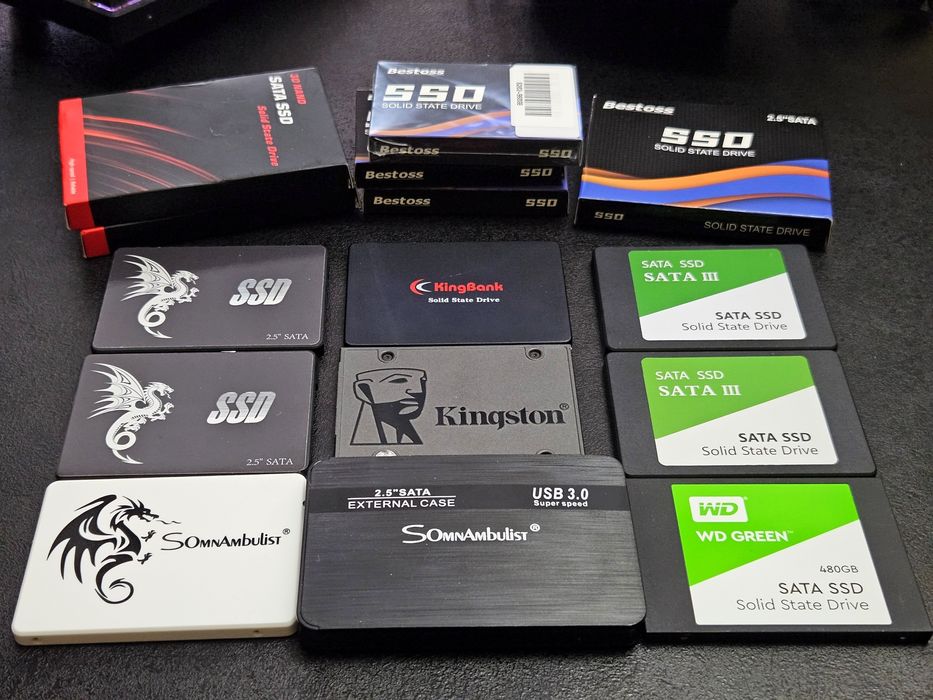 3D NAND
SATA SSD
Solid State Drive
Bestoss
SSD
SOLID STATE DRIVE
Bestoss
SSD
Bestoss
SSD
Bestoss
SSD
Bestoss
2.5"SATA
SSD
SOLID STATE DRIVE
SSD
SOLID STATE DRIVE
SSD
2.5" SATA
KingBank
Solid State Drive
SATA SSD
SATA III
SATA SSD
Solid State Drive
SSD
2.5" SATA
Kingston®
SATA SSD
SATA III
SATA SSD
Solid State Drive
SOMNAMBULIST®
2.5"SATA
EXTERNAL CASE
USB 3.0
Super speed
SOMNAMBULIST®
WD
WD GREEN™
480GB
SATA SSD
Solid State Drive